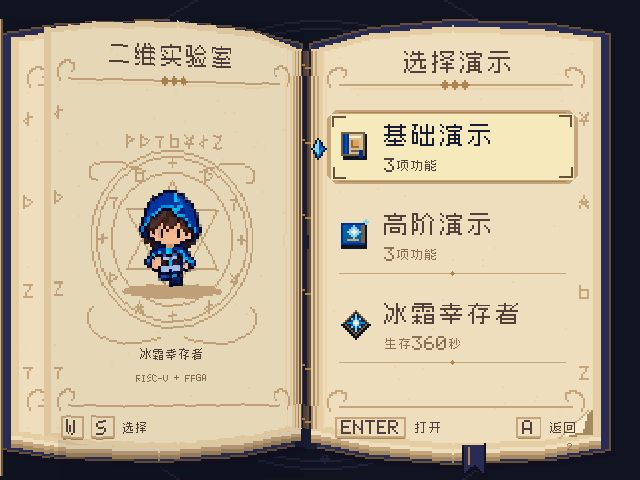 二维实验室
冰霜幸存者
RISC-V + FPGA
W S 选择
选择演示
基础演示
3项功能
高阶演示
3项功能
冰霜幸存者
生存360秒
ENTER 打开
A 返回